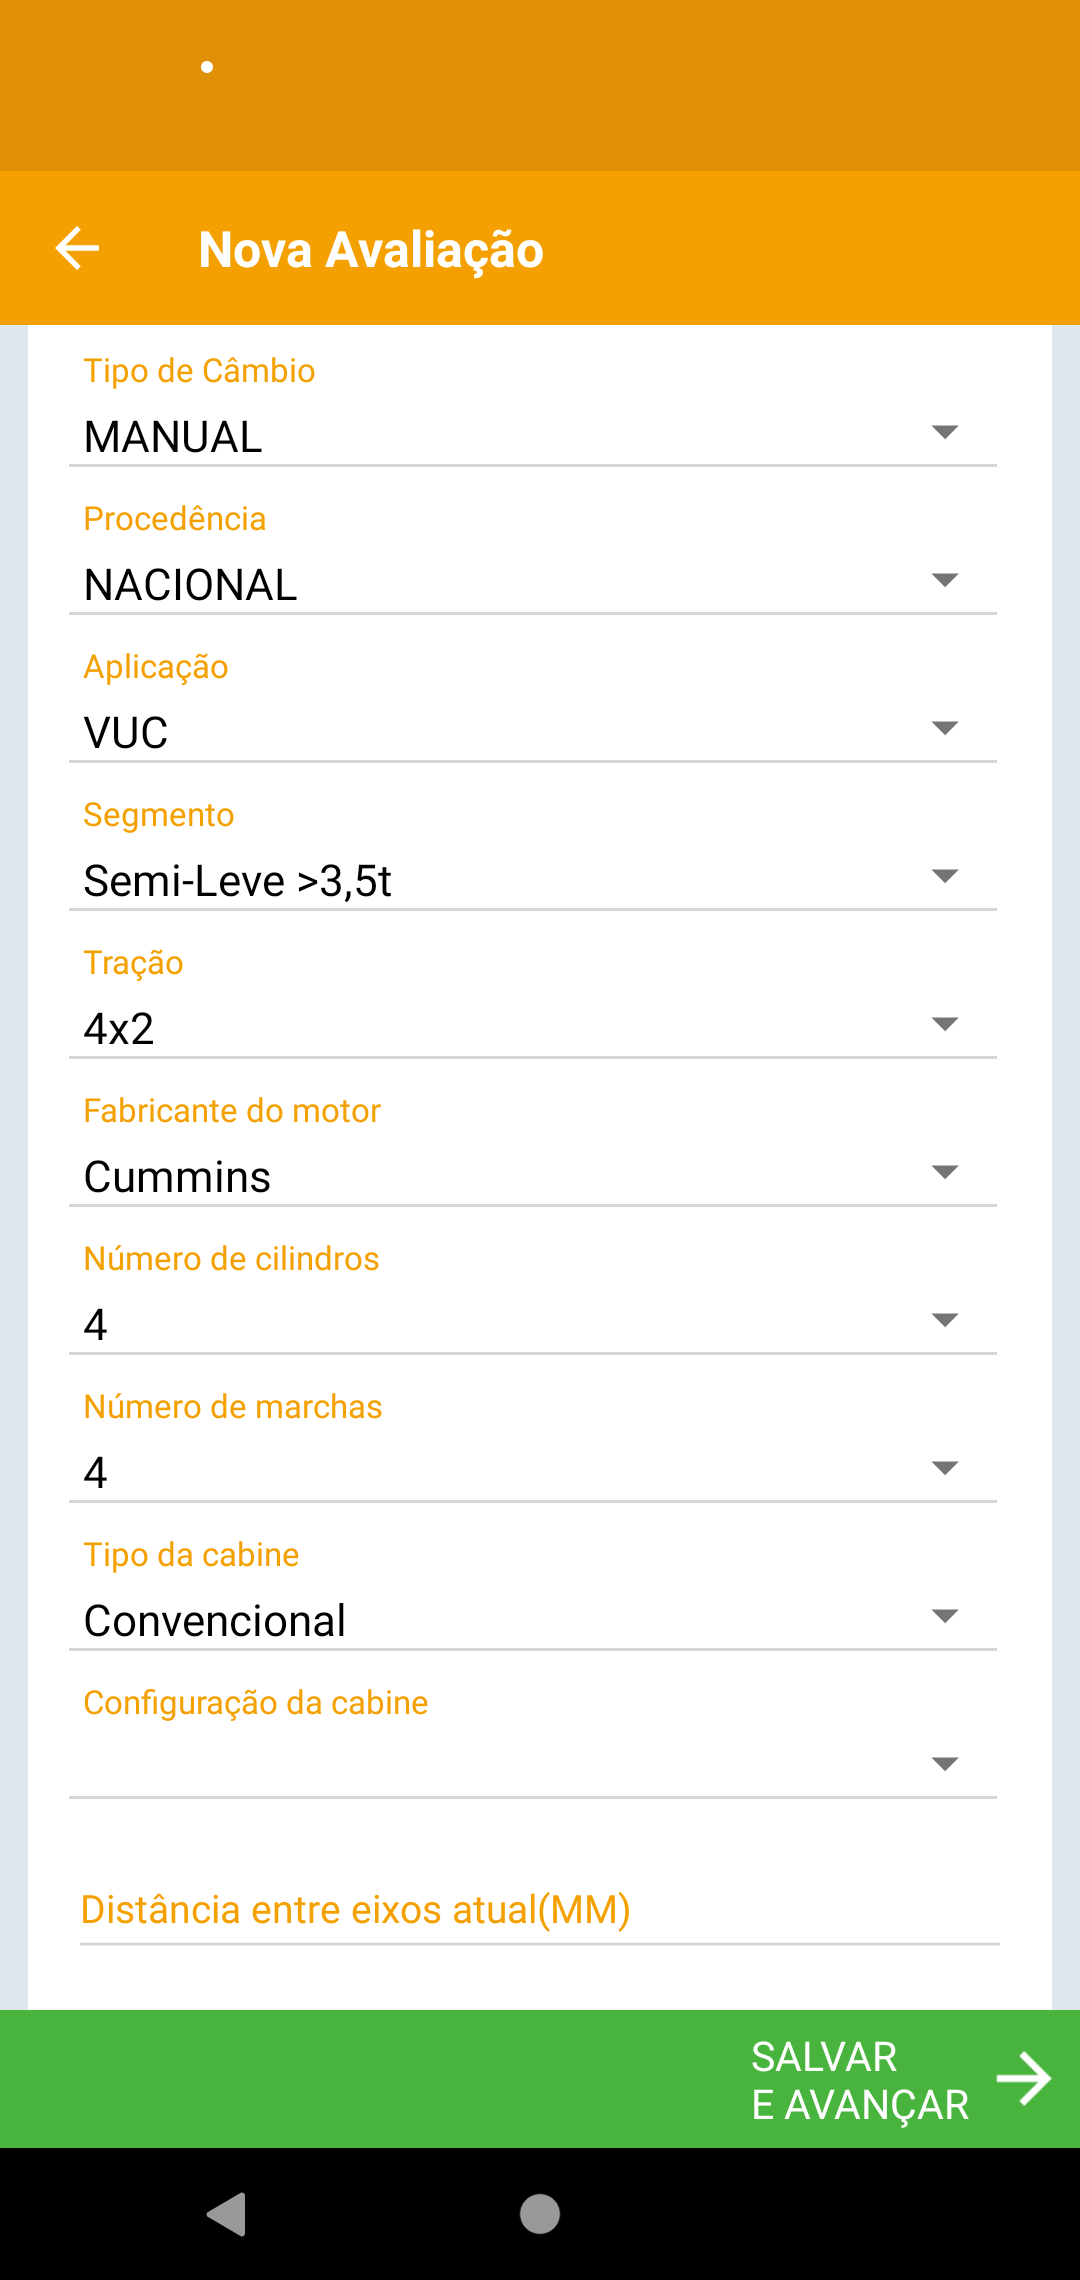 Nova Avaliação
Tipo de Câmbio
MANUAL
Procedência
NACIONAL
Aplicação
VUC
Segmento
Semi-Leve >3,5t
Tração
4x2
Fabricante do motor
Cummins
Número de cilindros
4
Número de marchas
4
Tipo da cabine
Convencional
Configuração da cabine
Distância entre eixos atual(MM)
SALVAR
E AVANÇAR